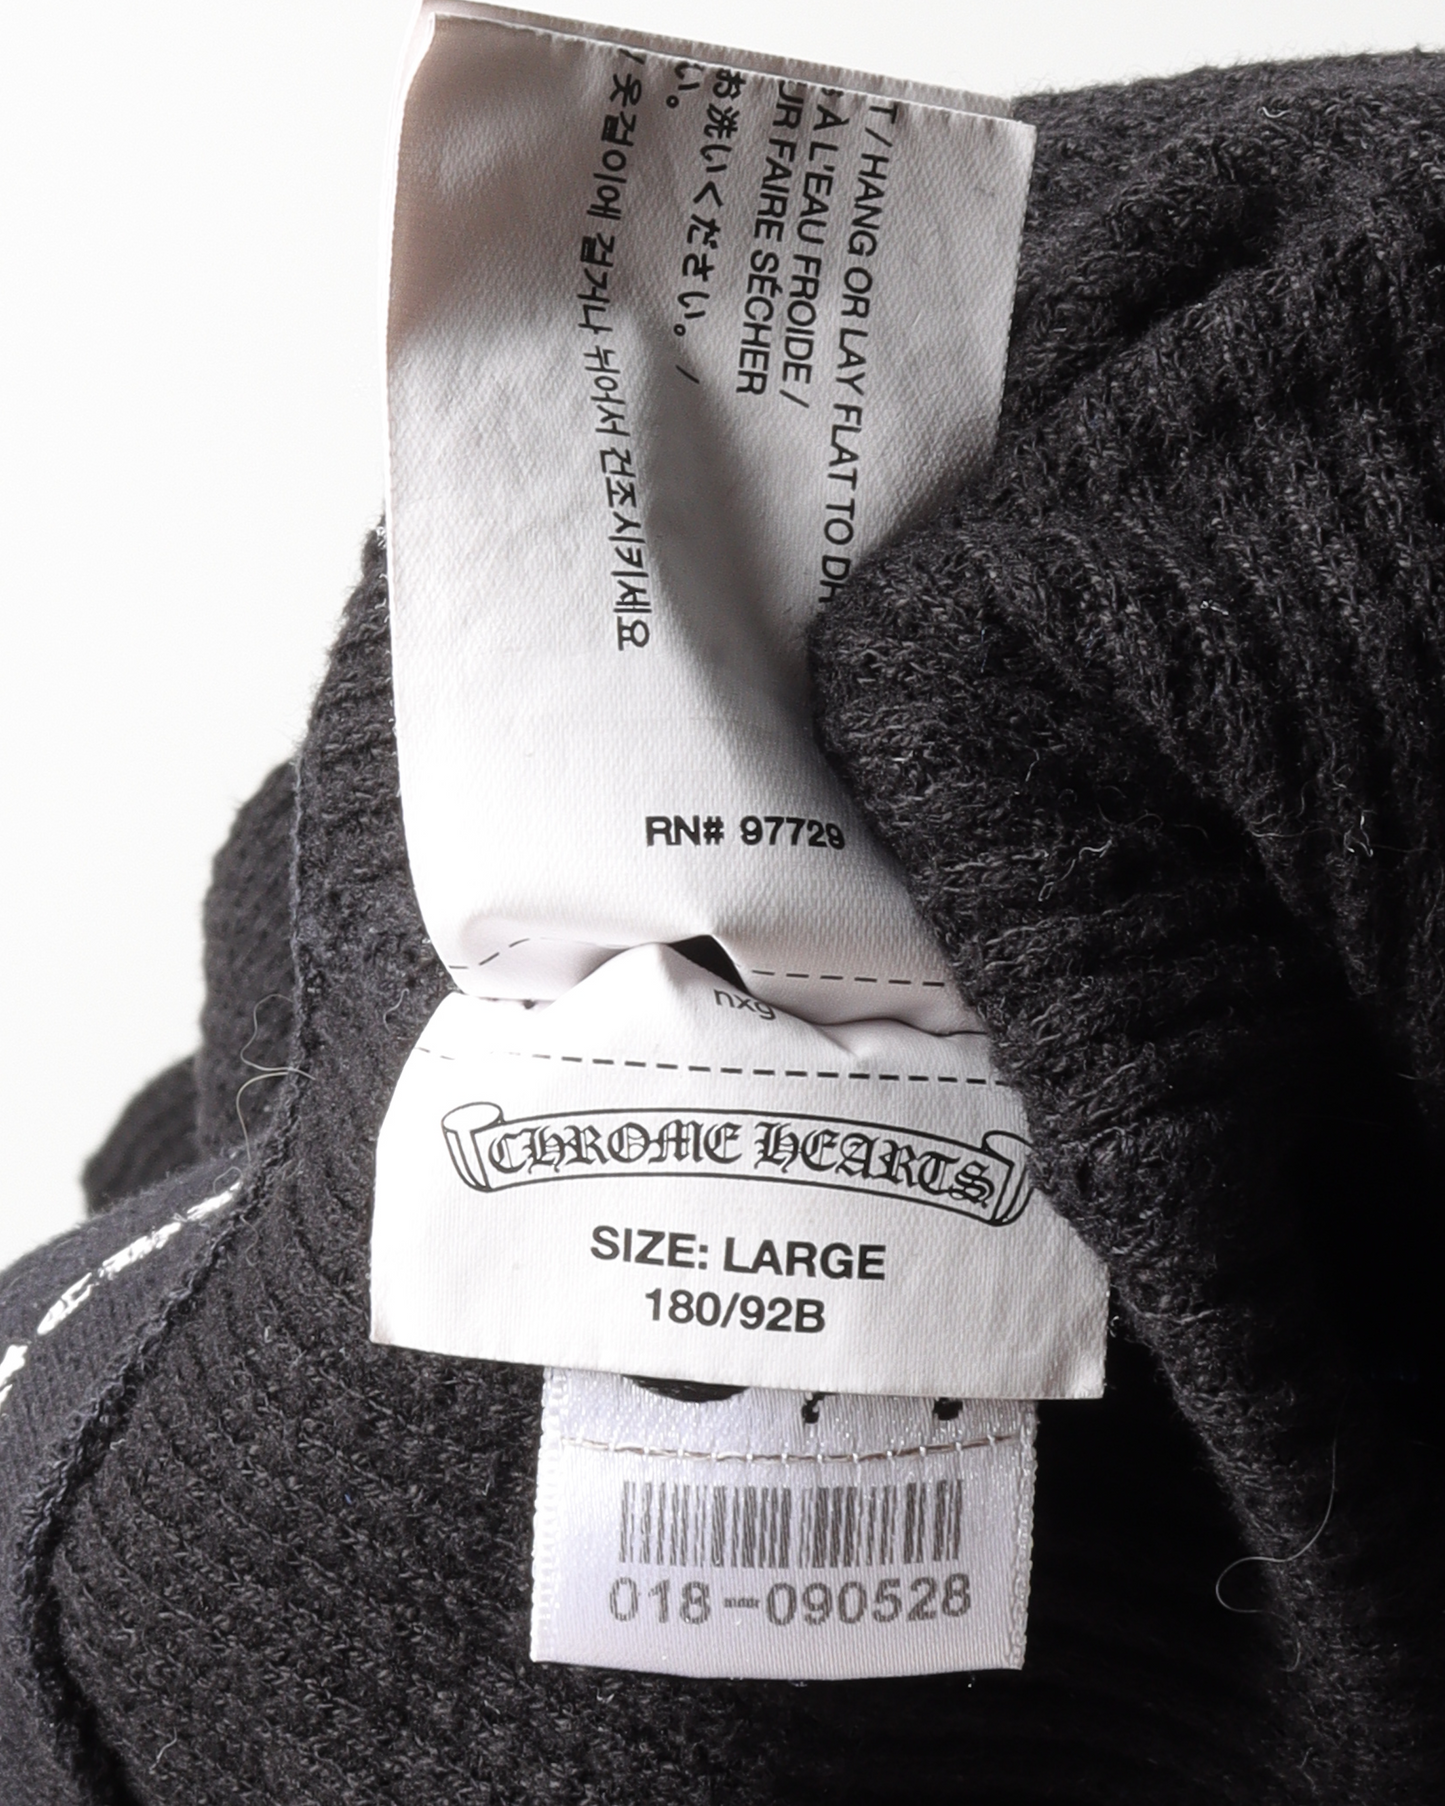 T / HANG OR LAY FLAT TO DR
À L'EAU FROIDE /
UR FAIRE SÉCHER
お洗いください。 /
い。
/ 옷걸이에 걸거나 뉘어서 건조시키세요
RN# 97729
nxg
CHROME HEARTS
SIZE: LARGE
180/92B
018-090528